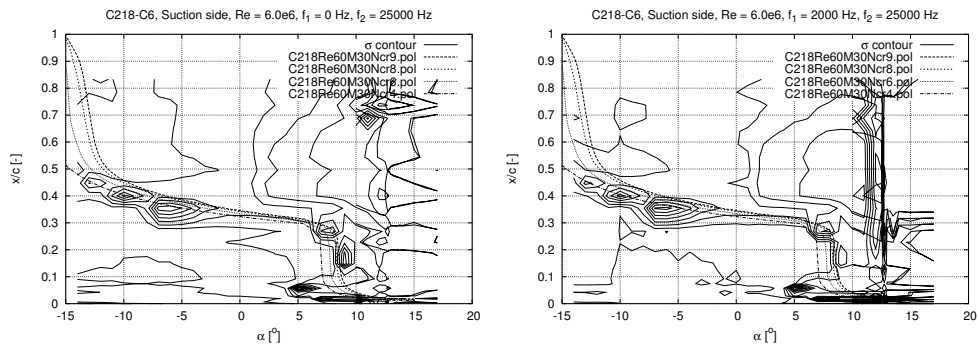 C218-C6, Suction side, Re = 6.0e6, f1 = 0 Hz, f2 = 25000 Hz
σ contour
C218Re60M30Ncr9.pol
C218Re60M30Ncr8.pol
C218Re60M30Ncr6.pol
C218Re60M30Ncr4.pol
1
0.9
0.8
0.7
0.6
0.5
0.4
0.3
0.2
0.1
0
x/c [-]
-15 -10 -5 0 5 10 15 20
α [°]
C218-C6, Suction side, Re = 6.0e6, f1 = 2000 Hz, f2 = 25000 Hz
σ contour
C218Re60M30Ncr9.pol
C218Re60M30Ncr8.pol
C218Re60M30Ncr6.pol
C218Re60M30Ncr4.pol
1
0.9
0.8
0.7
0.6
0.5
0.4
0.3
0.2
0.1
0
x/c [-]
-15 -10 -5 0 5 10 15 20
α [°]